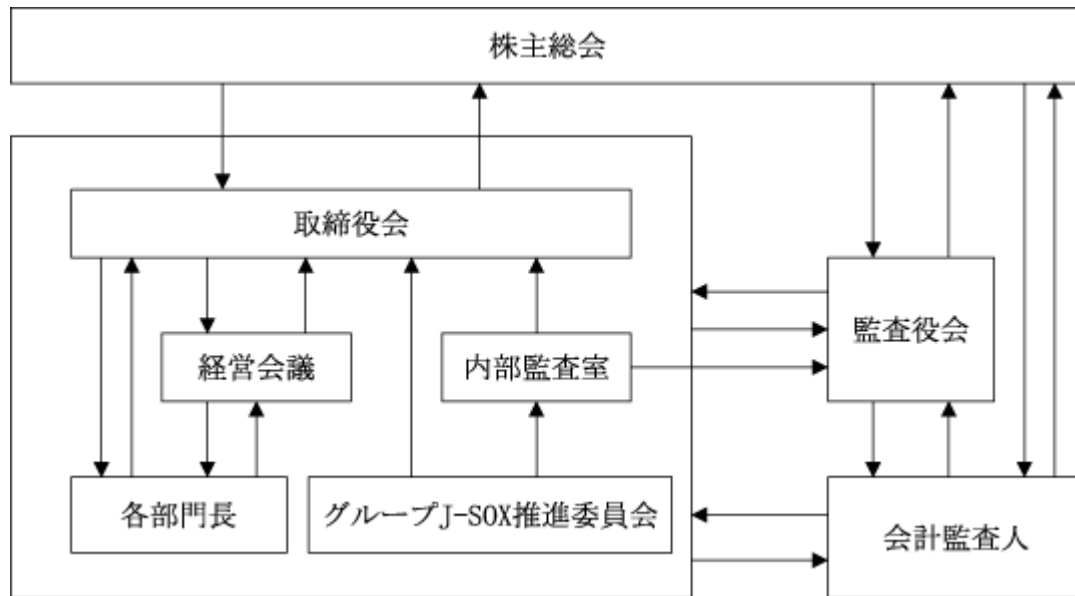 株主総会
取締役会
監査役会
経営会議
内部監査室
各部門長
グループJ-SOX推進委員会
会計監査人